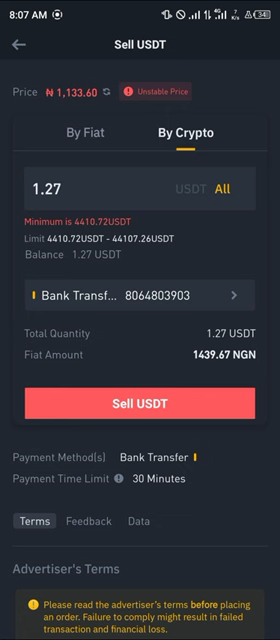 8:07 AM
4G
7
K/s
34
Sell USDT
Price ₦ 1,133.60 Unstable Price
By Fiat By Crypto
1.27 USDT All
Minimum is 4410.72USDT
Limit 4410.72USDT - 44107.26USDT
Balance 1.27 USDT
Bank Transf... 8064803903
Total Quantity 1.27 USDT
Fiat Amount 1439.67 NGN
Sell USDT
Payment Method(s) Bank Transfer
Payment Time Limit 30 Minutes
Terms Feedback Data
Advertiser's Terms
Please read the advertiser's terms before placing
an order. Failure to comply might result in failed
transaction and financial loss.